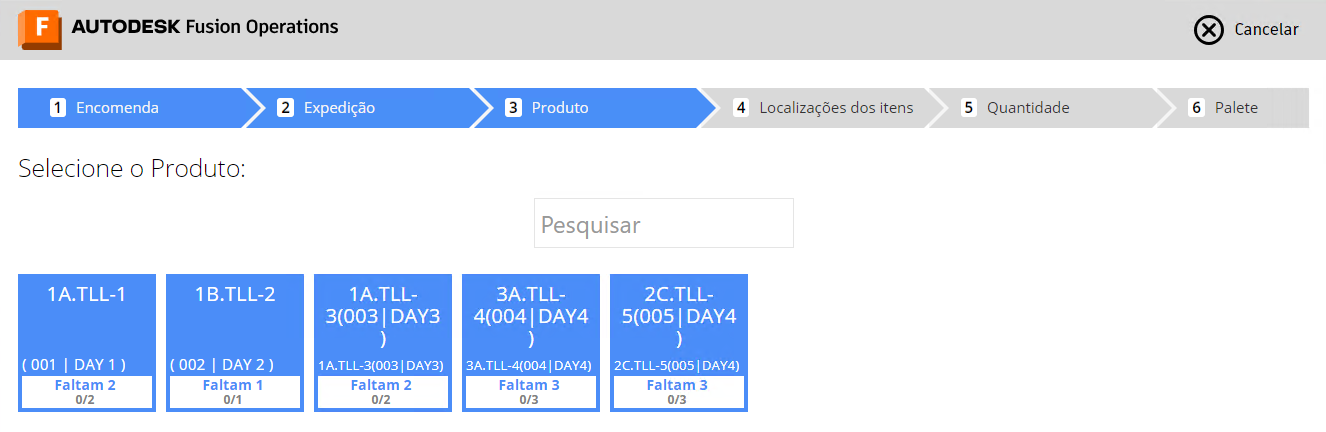 F AUTODESK Fusion Operations
Cancelar
1 Encomenda
2 Expedição
3 Produto
4 Localizações dos itens
5 Quantidade
6 Palete
Selecione o Produto:
Pesquisar
1A.TLL-1
( 001 | DAY 1 )
Faltam 2
0/2
1B.TLL-2
( 002 | DAY 2 )
Faltam 1
0/1
1A.TLL-
3(003|DAY3
)
1A.TLL-3(003|DAY3)
Faltam 2
0/2
3A.TLL-
4(004|DAY4
)
3A.TLL-4(004|DAY4)
Faltam 3
0/3
2C.TLL-
5(005|DAY4
)
2C.TLL-5(005|DAY4)
Faltam 3
0/3